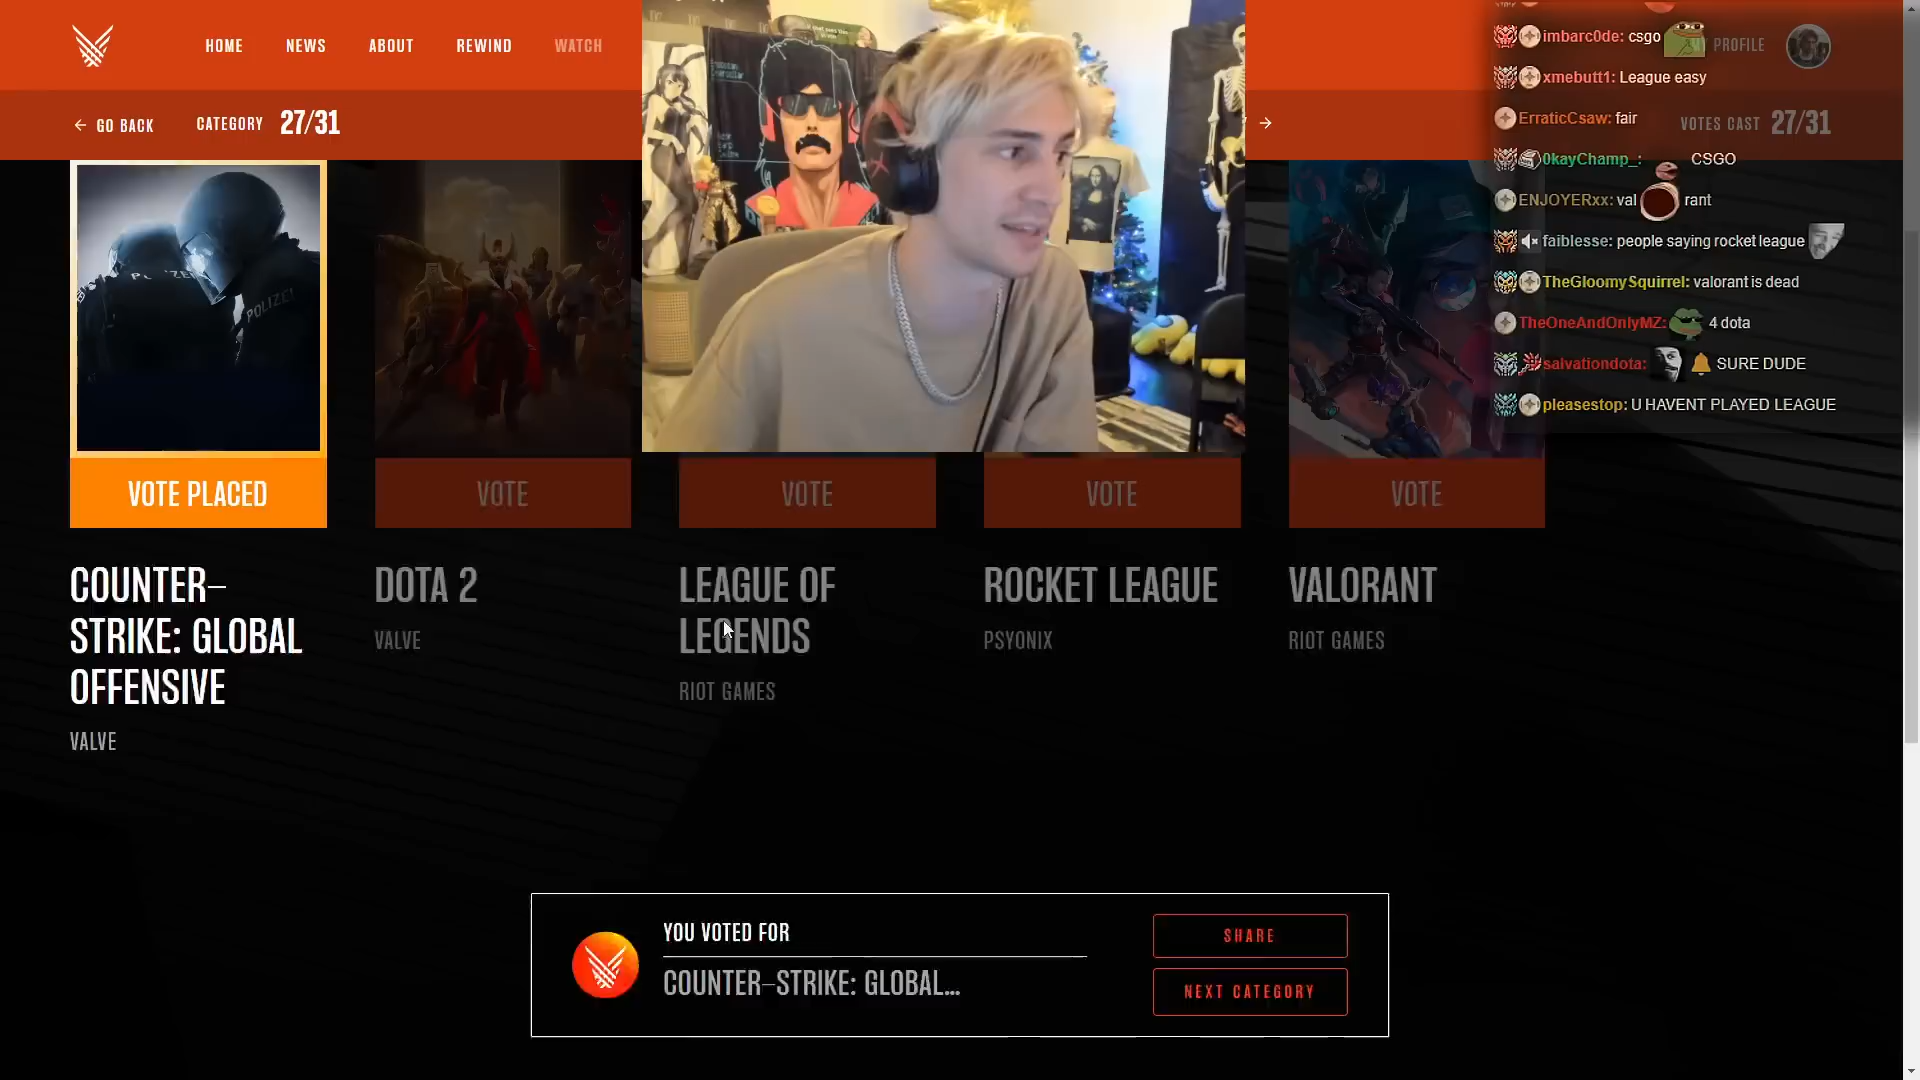 HOME
NEWS
ABOUT
REWIND
WATCH
PROFILE
GO BACK
CATEGORY 27/31
VOTES CAST 27/31
imbarc0de: csgo
xmebutt1: League easy
ErraticCsaw: fair
0kayChamp_: CSGO
ENJOYERxx: val rant
faiblesse: people saying rocket league
TheGloomySquirrel: valorant is dead
TheOneAndOnlyMZ: 4 dota
salvationdota: SURE DUDE
pleasestop: U HAVENT PLAYED LEAGUE
POLIZEI
VOTE PLACED
VOTE
VOTE
VOTE
VOTE
COUNTER–
STRIKE: GLOBAL
OFFENSIVE
VALVE
DOTA 2
VALVE
LEAGUE OF
LEGENDS
RIOT GAMES
ROCKET LEAGUE
PSYONIX
VALORANT
RIOT GAMES
YOU VOTED FOR
COUNTER–STRIKE: GLOBAL...
SHARE
NEXT CATEGORY